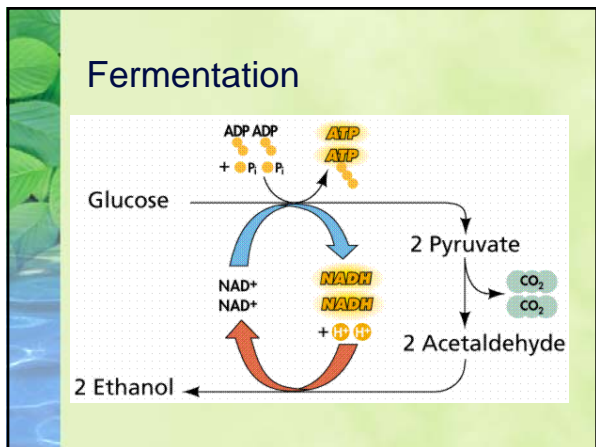 Fermentation
ADP ADP
ATP
ATP
+ Pi Pi
Glucose
2 Pyruvate
NAD+
NAD+
NADH
NADH
+ H+ H+
CO₂
CO₂
2 Acetaldehyde
2 Ethanol